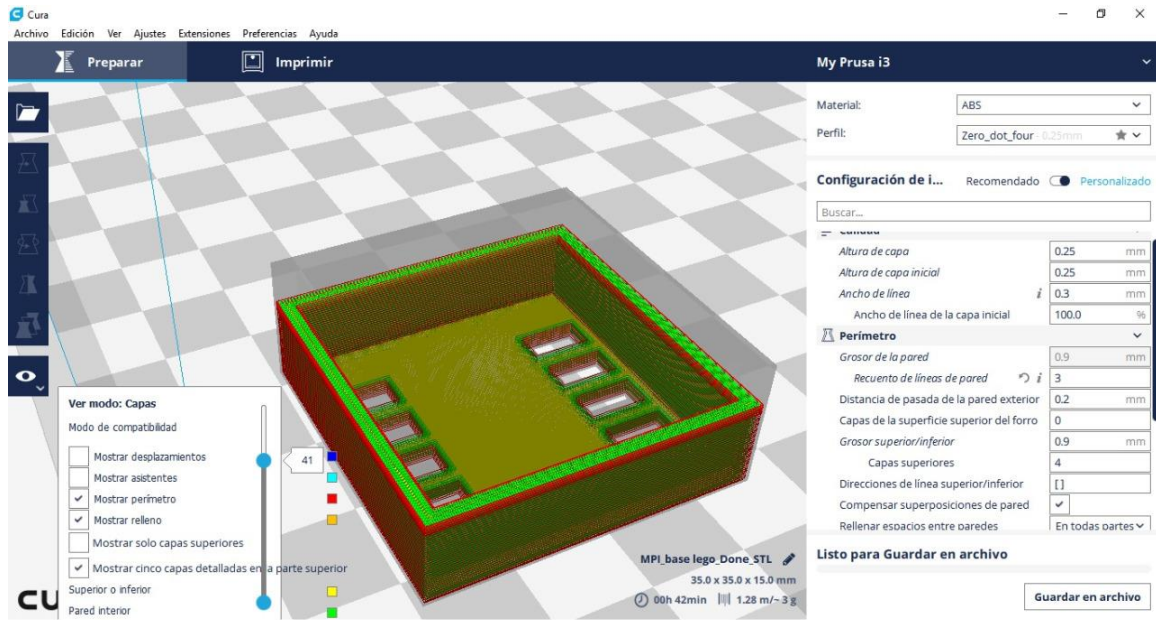 Cura
Archivo Edición Ver Ajustes Extensiones Preferencias Ayuda
Preparar
Imprimir
My Prusa i3
Material:
ABS
Perfil:
Zero_dot_four - 0.25mm
Configuración de i...
Recomendado
Personalizado
Buscar...
Calidad
Altura de capa 0.25 mm
Altura de capa inicial 0.25 mm
Ancho de línea i 0.3 mm
Ancho de línea de la capa inicial 100.0 %
Perímetro
Grosor de la pared 0.9 mm
Recuento de líneas de pared i 3
Distancia de pasada de la pared exterior 0.2 mm
Capas de la superficie superior del forro 0
Grosor superior/inferior 0.9 mm
Capas superiores 4
Direcciones de línea superior/inferior [ ]
Compensar superposiciones de pared
Rellenar espacios entre paredes En todas partes
Listo para Guardar en archivo
Guardar en archivo
Ver modo: Capas
Modo de compatibilidad
Mostrar desplazamientos
41
Mostrar asistentes
Mostrar perímetro
Mostrar relleno
Mostrar solo capas superiores
Mostrar cinco capas detalladas en la parte superior
Superior o inferior
Pared interior
CU
MPI_base lego_Done_STL
35.0 x 35.0 x 15.0 mm
00h 42min 1.28 m/~ 3 g